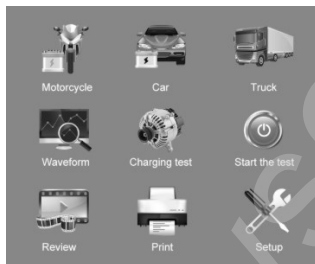 Motorcycle Car Truck
Waveform Charging test Start the test
Review Print Setup